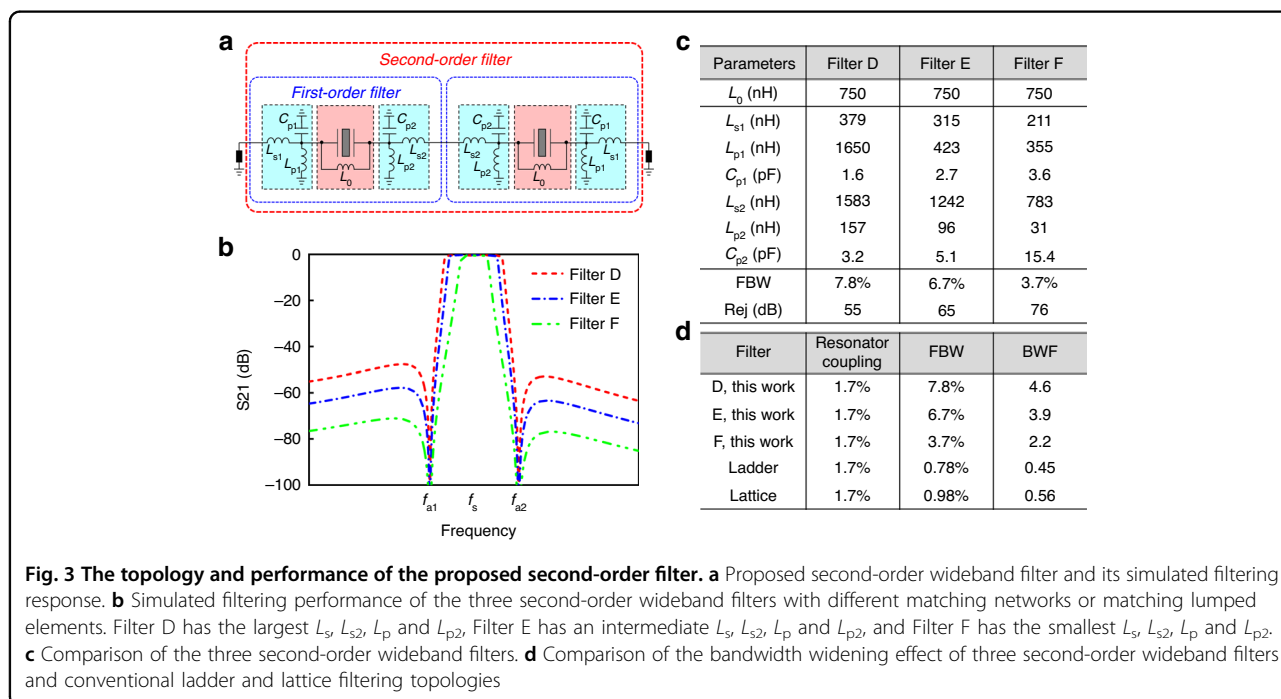 a
Second-order filter
First-order filter
Cp1
Cp2
Cp2
Cp1
Ls1
Lp1
L0
Lp2
Ls2
Ls2
Lp2
L0
Lp1
Ls1
b
0
−20
−40
−60
−80
−100
S21 (dB)
Filter D
Filter E
Filter F
fa1 fs fa2
Frequency
c
Parameters Filter D Filter E Filter F
L0 (nH) 750 750 750
Ls1 (nH) 379 315 211
Lp1 (nH) 1650 423 355
Cp1 (pF) 1.6 2.7 3.6
Ls2 (nH) 1583 1242 783
Lp2 (nH) 157 96 31
Cp2 (pF) 3.2 5.1 15.4
FBW 7.8% 6.7% 3.7%
Rej (dB) 55 65 76
d
Filter Resonator coupling FBW BWF
D, this work 1.7% 7.8% 4.6
E, this work 1.7% 6.7% 3.9
F, this work 1.7% 3.7% 2.2
Ladder 1.7% 0.78% 0.45
Lattice 1.7% 0.98% 0.56
Fig. 3 The topology and performance of the proposed second-order filter. a Proposed second-order wideband filter and its simulated filtering
response. b Simulated filtering performance of the three second-order wideband filters with different matching networks or matching lumped
elements. Filter D has the largest Ls, Ls2, Lp and Lp2, Filter E has an intermediate Ls, Ls2, Lp and Lp2, and Filter F has the smallest Ls, Ls2, Lp and Lp2.
c Comparison of the three second-order wideband filters. d Comparison of the bandwidth widening effect of three second-order wideband filters
and conventional ladder and lattice filtering topologies